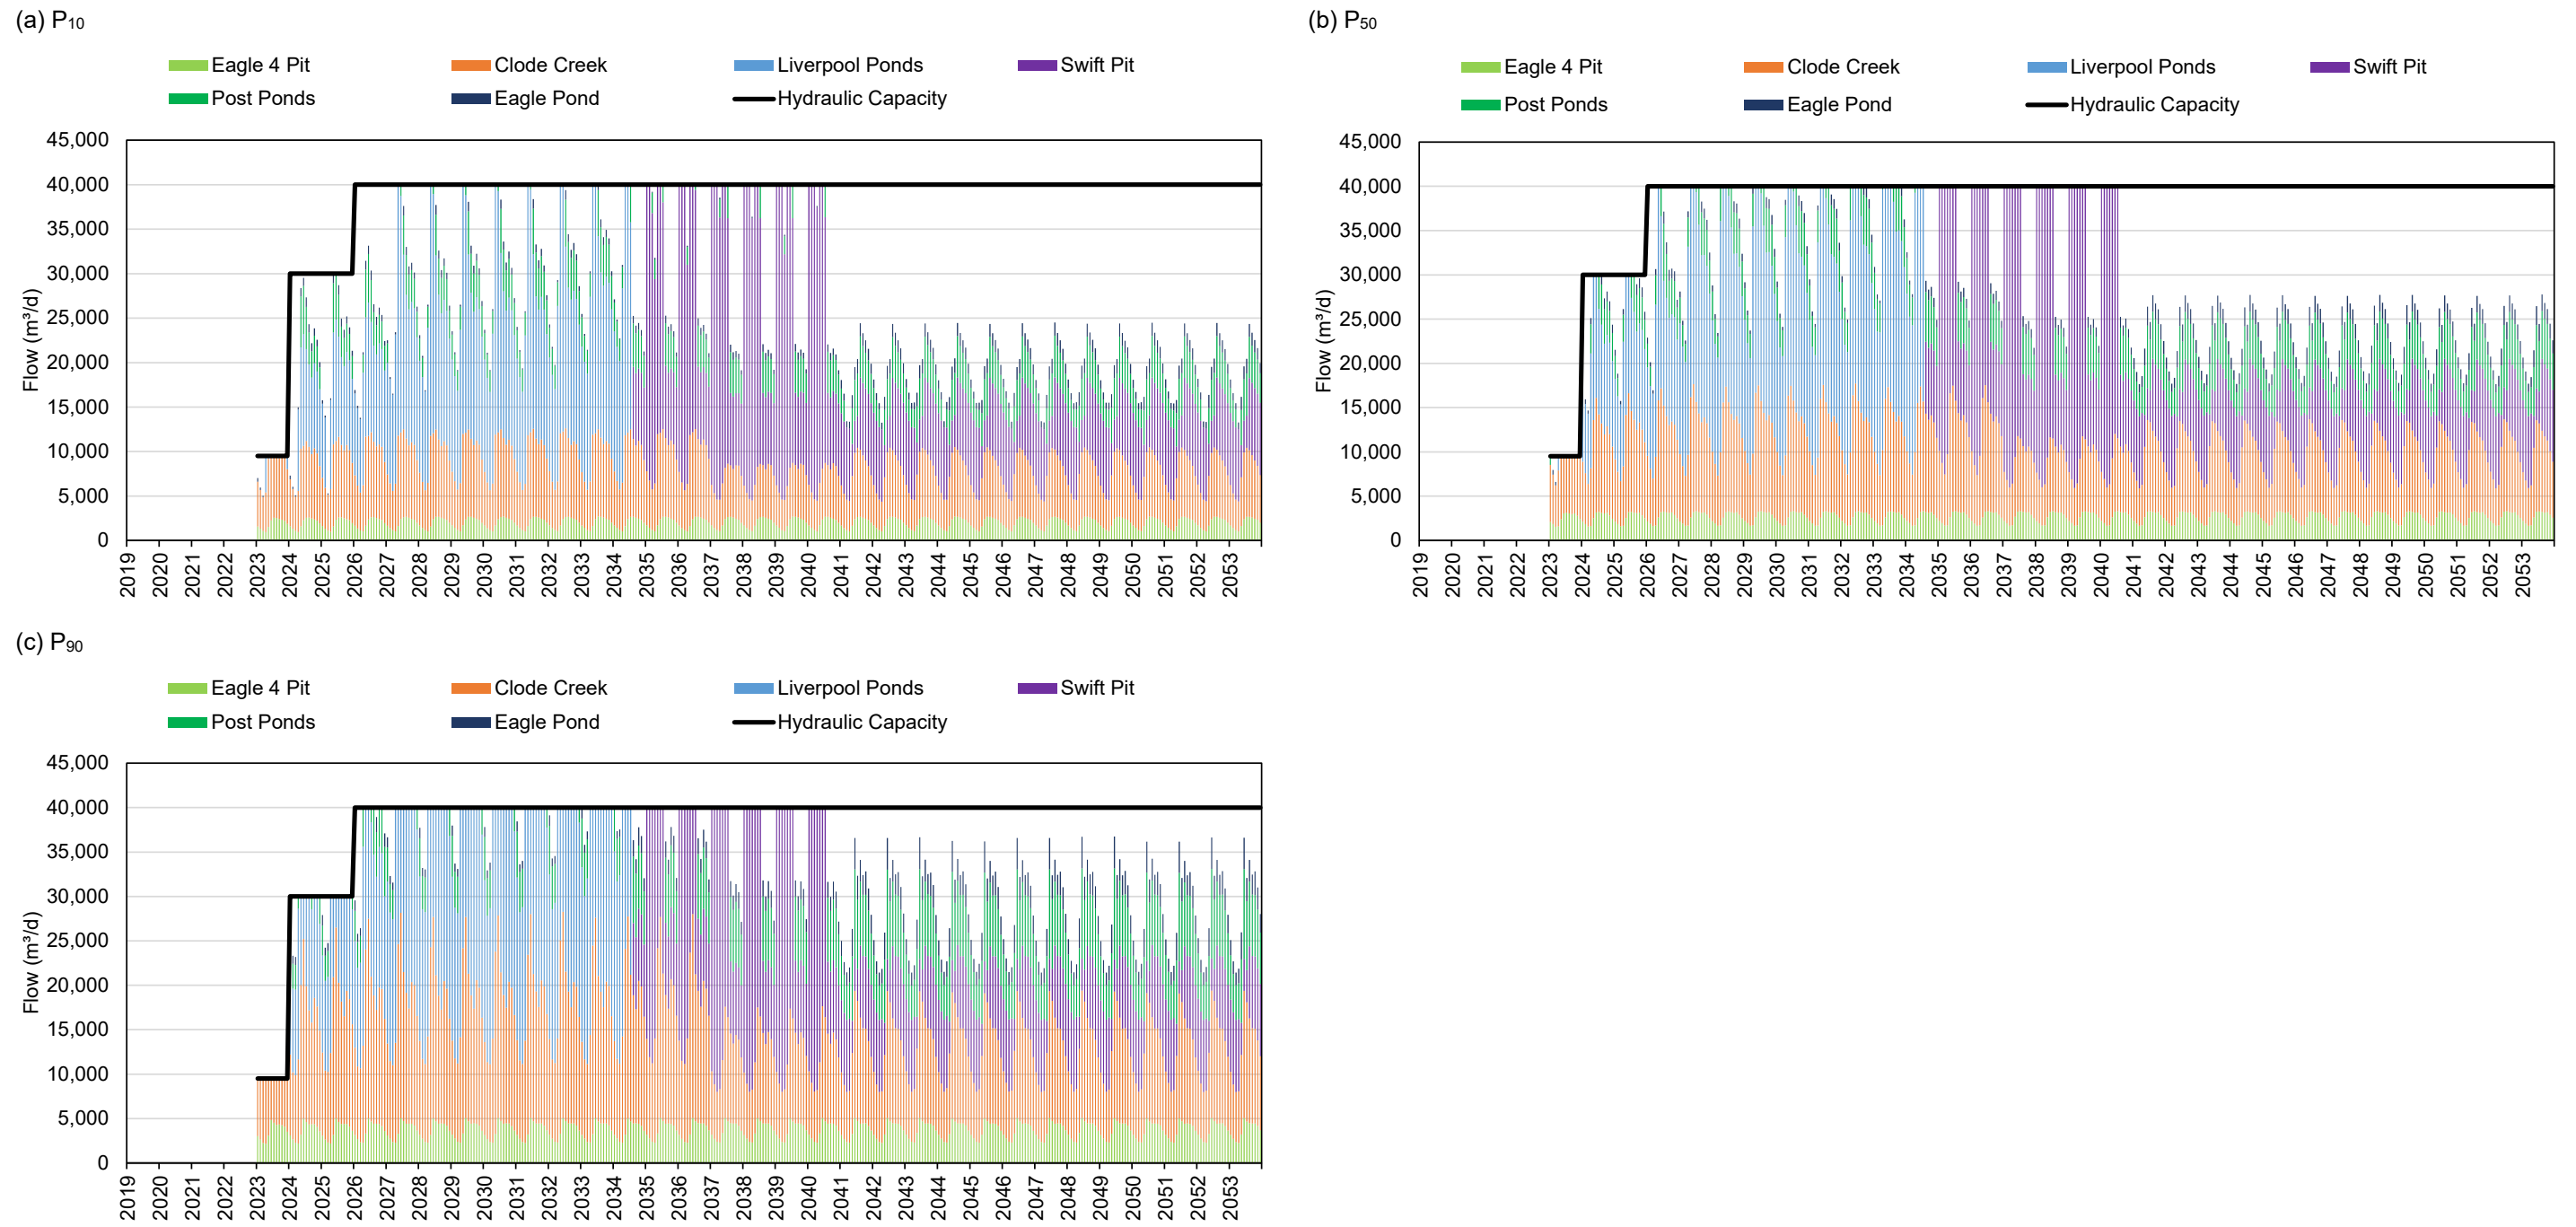 (a) P10
Eagle 4 Pit Clode Creek Liverpool Ponds Swift Pit
Post Ponds Eagle Pond Hydraulic Capacity
45,000
40,000
35,000
30,000
25,000
20,000
15,000
10,000
5,000
0
Flow (m³/d)
2019 2020 2021 2022 2023 2024 2025 2026 2027 2028 2029 2030 2031 2032 2033 2034 2035 2036 2037 2038 2039 2040 2041 2042 2043 2044 2045 2046 2047 2048 2049 2050 2051 2052 2053
(b) P50
Eagle 4 Pit Clode Creek Liverpool Ponds Swift Pit
Post Ponds Eagle Pond Hydraulic Capacity
45,000
40,000
35,000
30,000
25,000
20,000
15,000
10,000
5,000
0
Flow (m³/d)
2019 2020 2021 2022 2023 2024 2025 2026 2027 2028 2029 2030 2031 2032 2033 2034 2035 2036 2037 2038 2039 2040 2041 2042 2043 2044 2045 2046 2047 2048 2049 2050 2051 2052 2053
(c) P90
Eagle 4 Pit Clode Creek Liverpool Ponds Swift Pit
Post Ponds Eagle Pond Hydraulic Capacity
45,000
40,000
35,000
30,000
25,000
20,000
15,000
10,000
5,000
0
Flow (m³/d)
2019 2020 2021 2022 2023 2024 2025 2026 2027 2028 2029 2030 2031 2032 2033 2034 2035 2036 2037 2038 2039 2040 2041 2042 2043 2044 2045 2046 2047 2048 2049 2050 2051 2052 2053